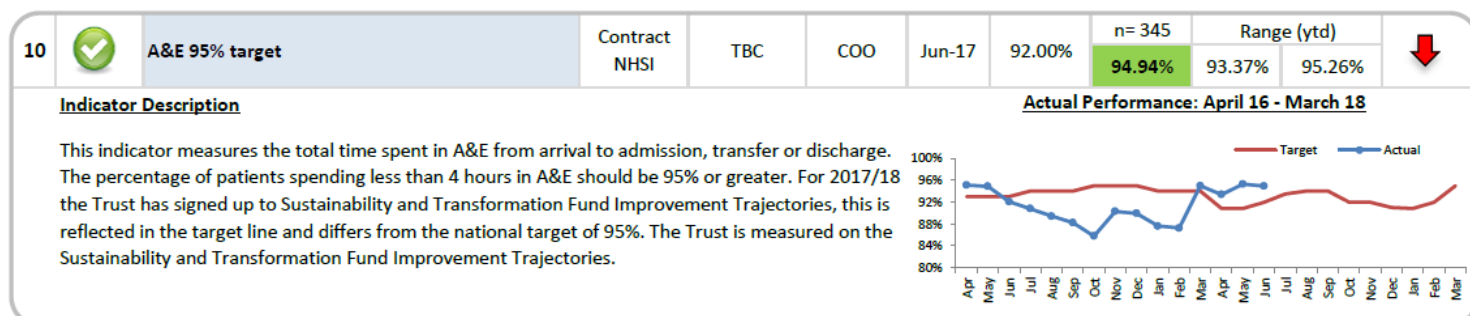 10 A&E 95% target Contract NHSI TBC COO Jun-17 92.00% n= 345 94.94% Range (ytd) 93.37% 95.26%
Indicator Description
This indicator measures the total time spent in A&E from arrival to admission, transfer or discharge.
The percentage of patients spending less than 4 hours in A&E should be 95% or greater. For 2017/18
the Trust has signed up to Sustainability and Transformation Fund Improvement Trajectories, this is
reflected in the target line and differs from the national target of 95%. The Trust is measured on the
Sustainability and Transformation Fund Improvement Trajectories.
Actual Performance: April 16 - March 18
Target Actual
100%
96%
92%
88%
84%
80%
Apr May Jun Jul Aug Sep Oct Nov Dec Jan Feb Mar Apr May Jun Jul Aug Sep Oct Nov Dec Jan Feb Mar